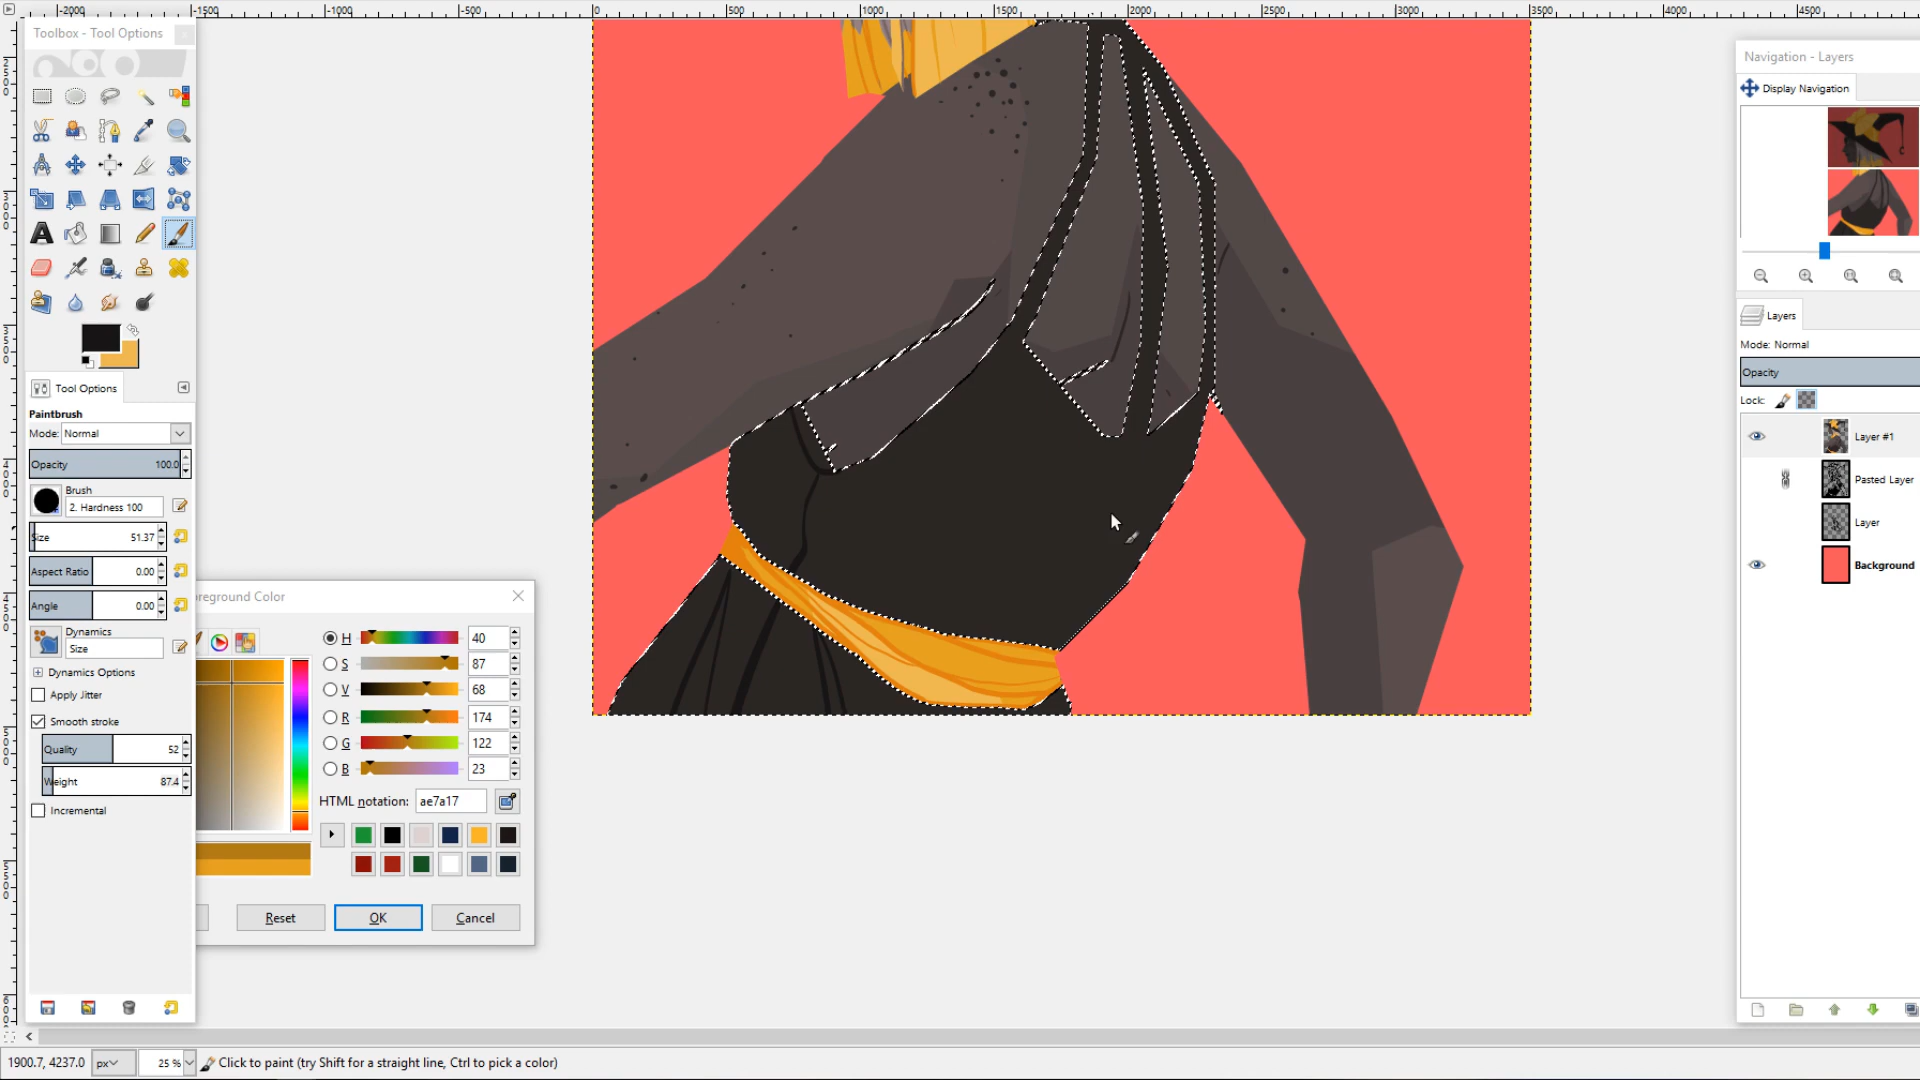 -2000 -1500 -1000 -500 0 500 1000 1500 2000 2500 3000 3500 4000 4500
Toolbox - Tool Options
Navigation - Layers
Display Navigation
Layers
Mode: Normal
Opacity
Lock:
Layer #1
Pasted Layer
Layer
Background
Tool Options
Paintbrush
Mode: Normal
Opacity 100.0
Brush
2. Hardness 100
Size 51.37
Aspect Ratio 0.00
Angle 0.00
Dynamics
Size
Dynamics Options
Apply Jitter
Smooth stroke
Quality 52
Weight 87.4
Incremental
reground Color
H 40
S 87
V 68
R 174
G 122
B 23
HTML notation: ae7a17
Reset OK Cancel
1900.7, 4237.0 px 25 % Click to paint (try Shift for a straight line, Ctrl to pick a color)